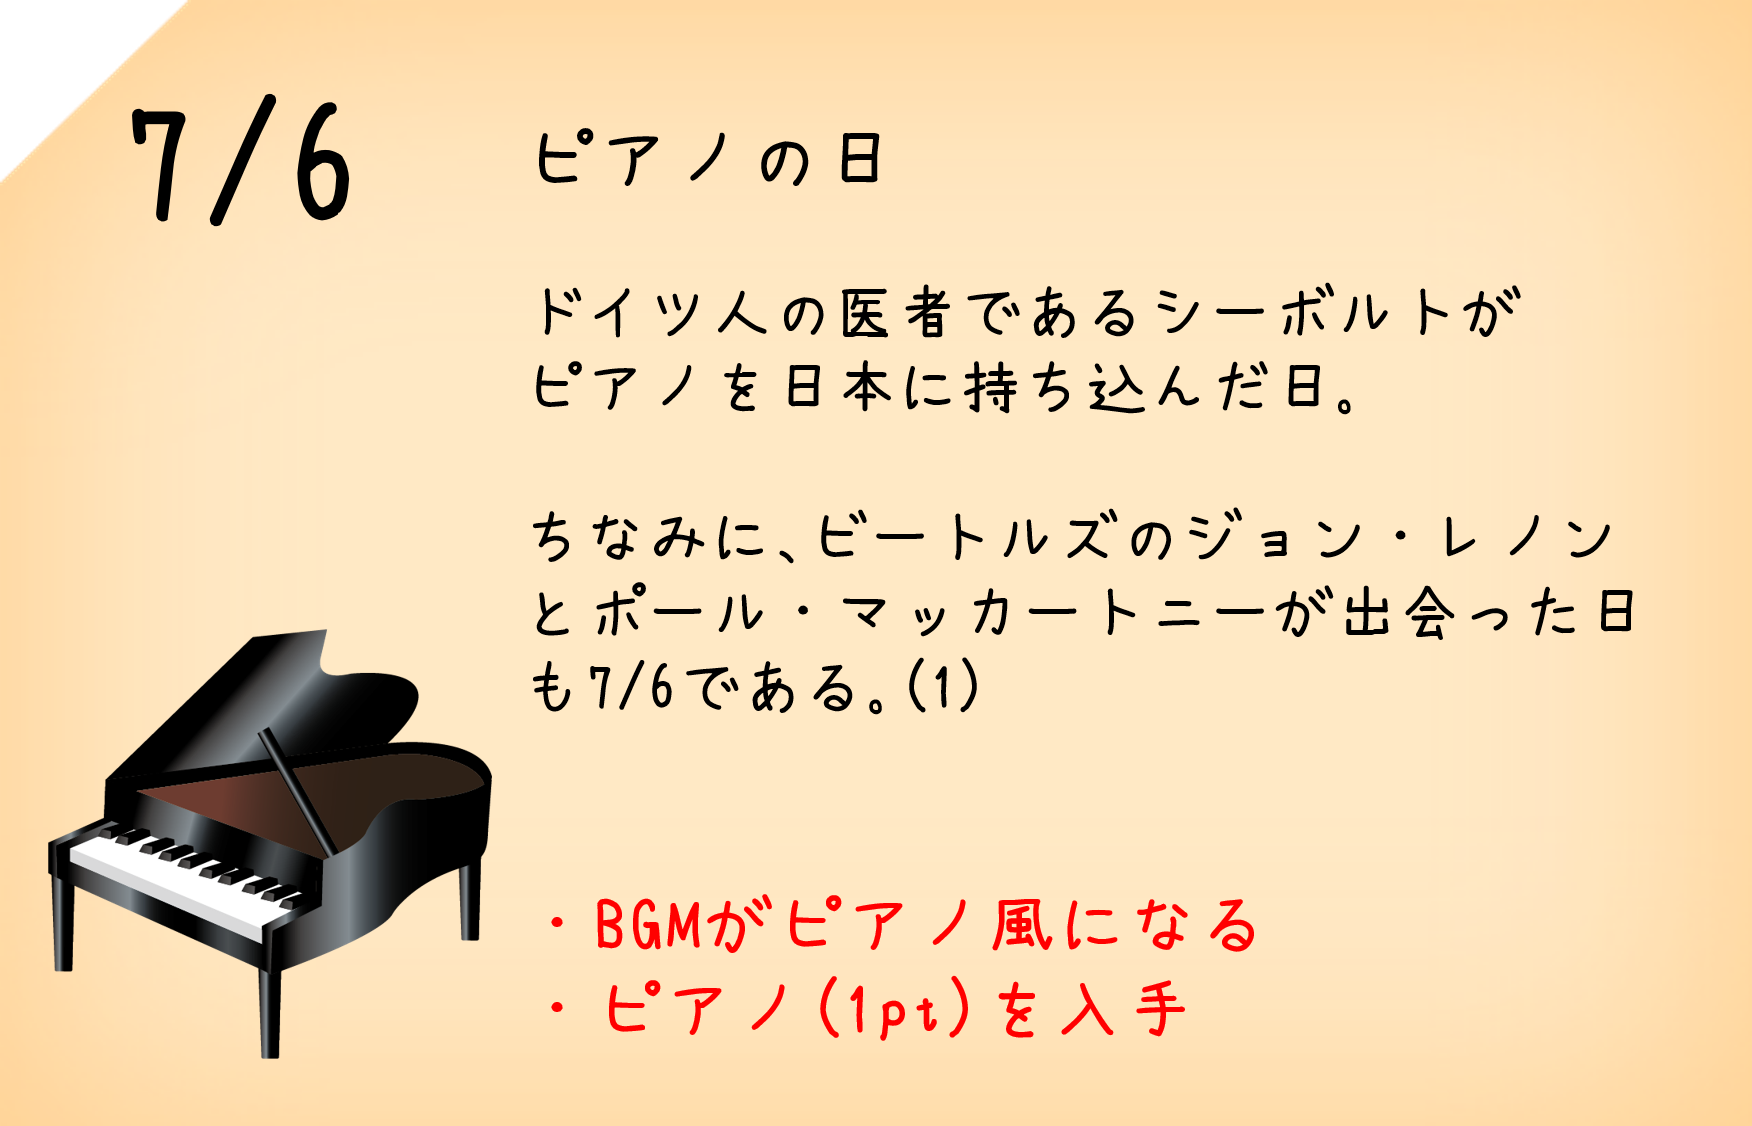 7/6
ピアノの日
ドイツ人の医者であるシーボルトが
ピアノを日本に持ち込んだ日。
ちなみに、ビートルズのジョン・レノン
とポール・マッカートニーが出会った日
も7/6である。(1)
・BGMがピアノ風になる
・ピアノ(1pt)を入手